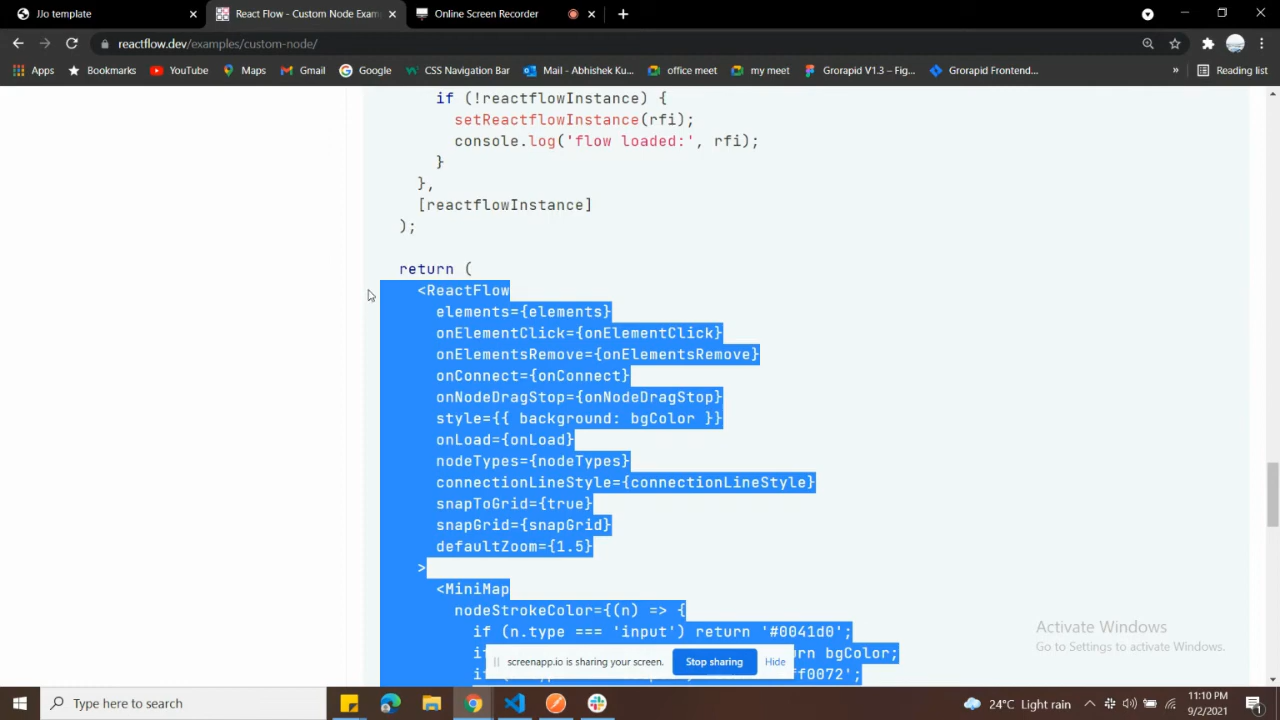 JJo template
React Flow - Custom Node Exam
Online Screen Recorder
reactflow.dev/examples/custom-node/
Apps
Bookmarks
YouTube
Maps
Gmail
Google
CSS Navigation Bar
Mail - Abhishek Ku...
office meet
my meet
Grorapid V1.3 – Fig...
Grorapid Frontend...
»
Reading list
if (!reactflowInstance) {
setReactflowInstance(rfi);
console.log('flow loaded:', rfi);
}
},
[reactflowInstance]
);
return (
<ReactFlow
elements={elements}
onElementClick={onElementClick}
onElementsRemove={onElementsRemove}
onConnect={onConnect}
onNodeDragStop={onNodeDragStop}
style={{ background: bgColor }}
onLoad={onLoad}
nodeTypes={nodeTypes}
connectionLineStyle={connectionLineStyle}
snapToGrid={true}
snapGrid={snapGrid}
defaultZoom={1.5}
>
<MiniMap
nodeStrokeColor={(n) => {
if (n.type === 'input') return '#0041d0';
bgColor;
screenapp.io is sharing your screen.
Stop sharing
Hide
Activate Windows
Go to Settings to activate Windows.
Type here to search
24°C Light rain
11:10 PM
9/2/2021
1